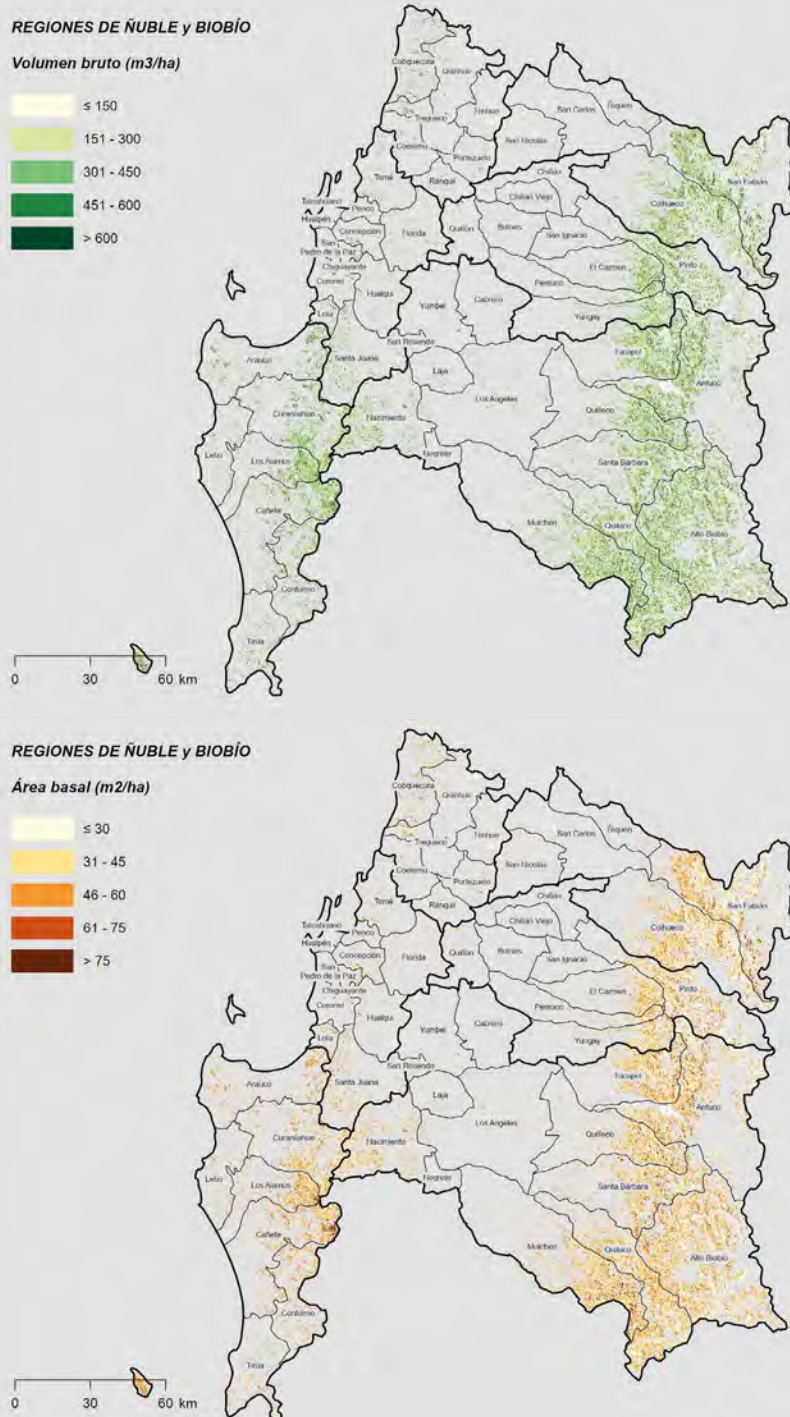 REGIONES DE ÑUBLE y BIOBÍO
Volumen bruto (m3/ha)
≤ 150
151 - 300
301 - 450
451 - 600
> 600
Cobquecura
Quirihue
Ninhue
Treguaco
San Carlos
Ñiquen
San Nicolás
Coelemu
Portezuelo
San Fabián
Tomé
Ránquil
Chillán
Coihueco
Talcahuano
Chillán Viejo
Penco
Hualpén
Concepción
Florida
Quillón
Bulnes
San Ignacio
San
Pedro de la Paz
Pinto
Chiguayante
El Carmen
Coronel
Hualqui
Pemuco
Yumbel
Cabrero
Lota
Yungay
San Rosendo
Tucapel
Arauco
Santa Juana
Laja
Antuco
Los Angeles
Curanilahue
Nacimiento
Quilleco
Lebu
Los Alamos
Negrete
Santa Bárbara
Cañete
Mulchén
Quilaco
Alto Biobío
Contulmo
Tirúa
0 30 60 km
REGIONES DE ÑUBLE y BIOBÍO
Área basal (m2/ha)
≤ 30
31 - 45
46 - 60
61 - 75
> 75
Cobquecura
Quirihue
Ninhue
Treguaco
San Carlos
Ñiquen
San Nicolás
Coelemu
Portezuelo
San Fabián
Tomé
Ránquil
Chillán
Coihueco
Talcahuano
Chillán Viejo
Penco
Hualpén
Concepción
Florida
Quillón
Bulnes
San Ignacio
San
Pedro de la Paz
Pinto
Chiguayante
El Carmen
Coronel
Hualqui
Pemuco
Yumbel
Cabrero
Lota
Yungay
San Rosendo
Tucapel
Arauco
Santa Juana
Laja
Antuco
Los Angeles
Curanilahue
Nacimiento
Quilleco
Lebu
Los Alamos
Negrete
Santa Bárbara
Cañete
Mulchén
Quilaco
Alto Biobío
Contulmo
Tirúa
0 30 60 km